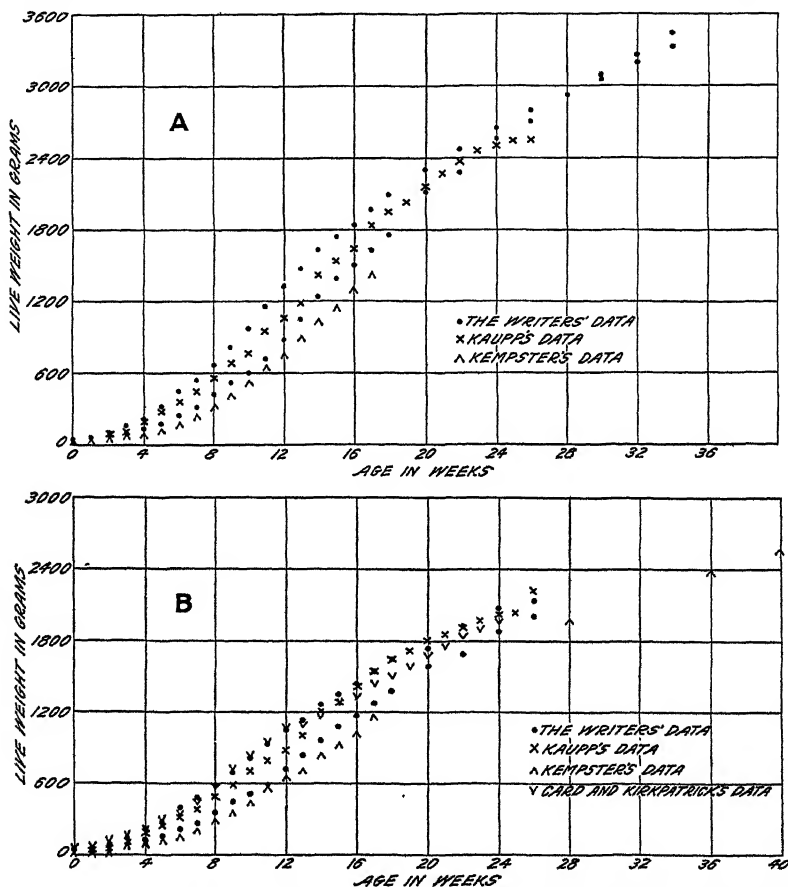 3600
3000
2400
1800
1200
600
0
LIVE WEIGHT IN GRAMS
A
• THE WRITERS' DATA
× KAUPP'S DATA
∧ KEMPSTER'S DATA
0 4 8 12 16 20 24 28 32 36
AGE IN WEEKS
3000
2400
1800
1200
600
0
LIVE WEIGHT IN GRAMS
B
• THE WRITERS' DATA
× KAUPP'S DATA
∧ KEMPSTER'S DATA
∨ CARD AND KIRKPATRICK'S DATA
0 4 8 12 16 20 24 28 32 36 40
AGE IN WEEKS